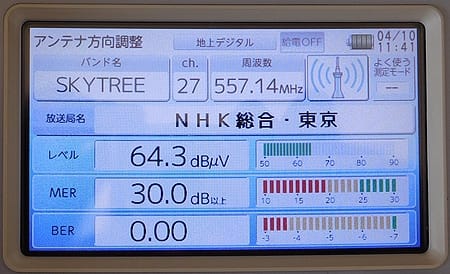 アンテナ方向調整 地上デジタル 給電OFF 04/10 11:41
バンド名 ch. 周波数 よく使う測定モード
SKYTREE 27 557.14MHz --
放送局名 NHK総合・東京
レベル 64.3 dBμV 50 60 70 80 90
MER 30.0 dB以上 10 15 20 25 30
BER 0.00 -3 -4 -5 -6 -7